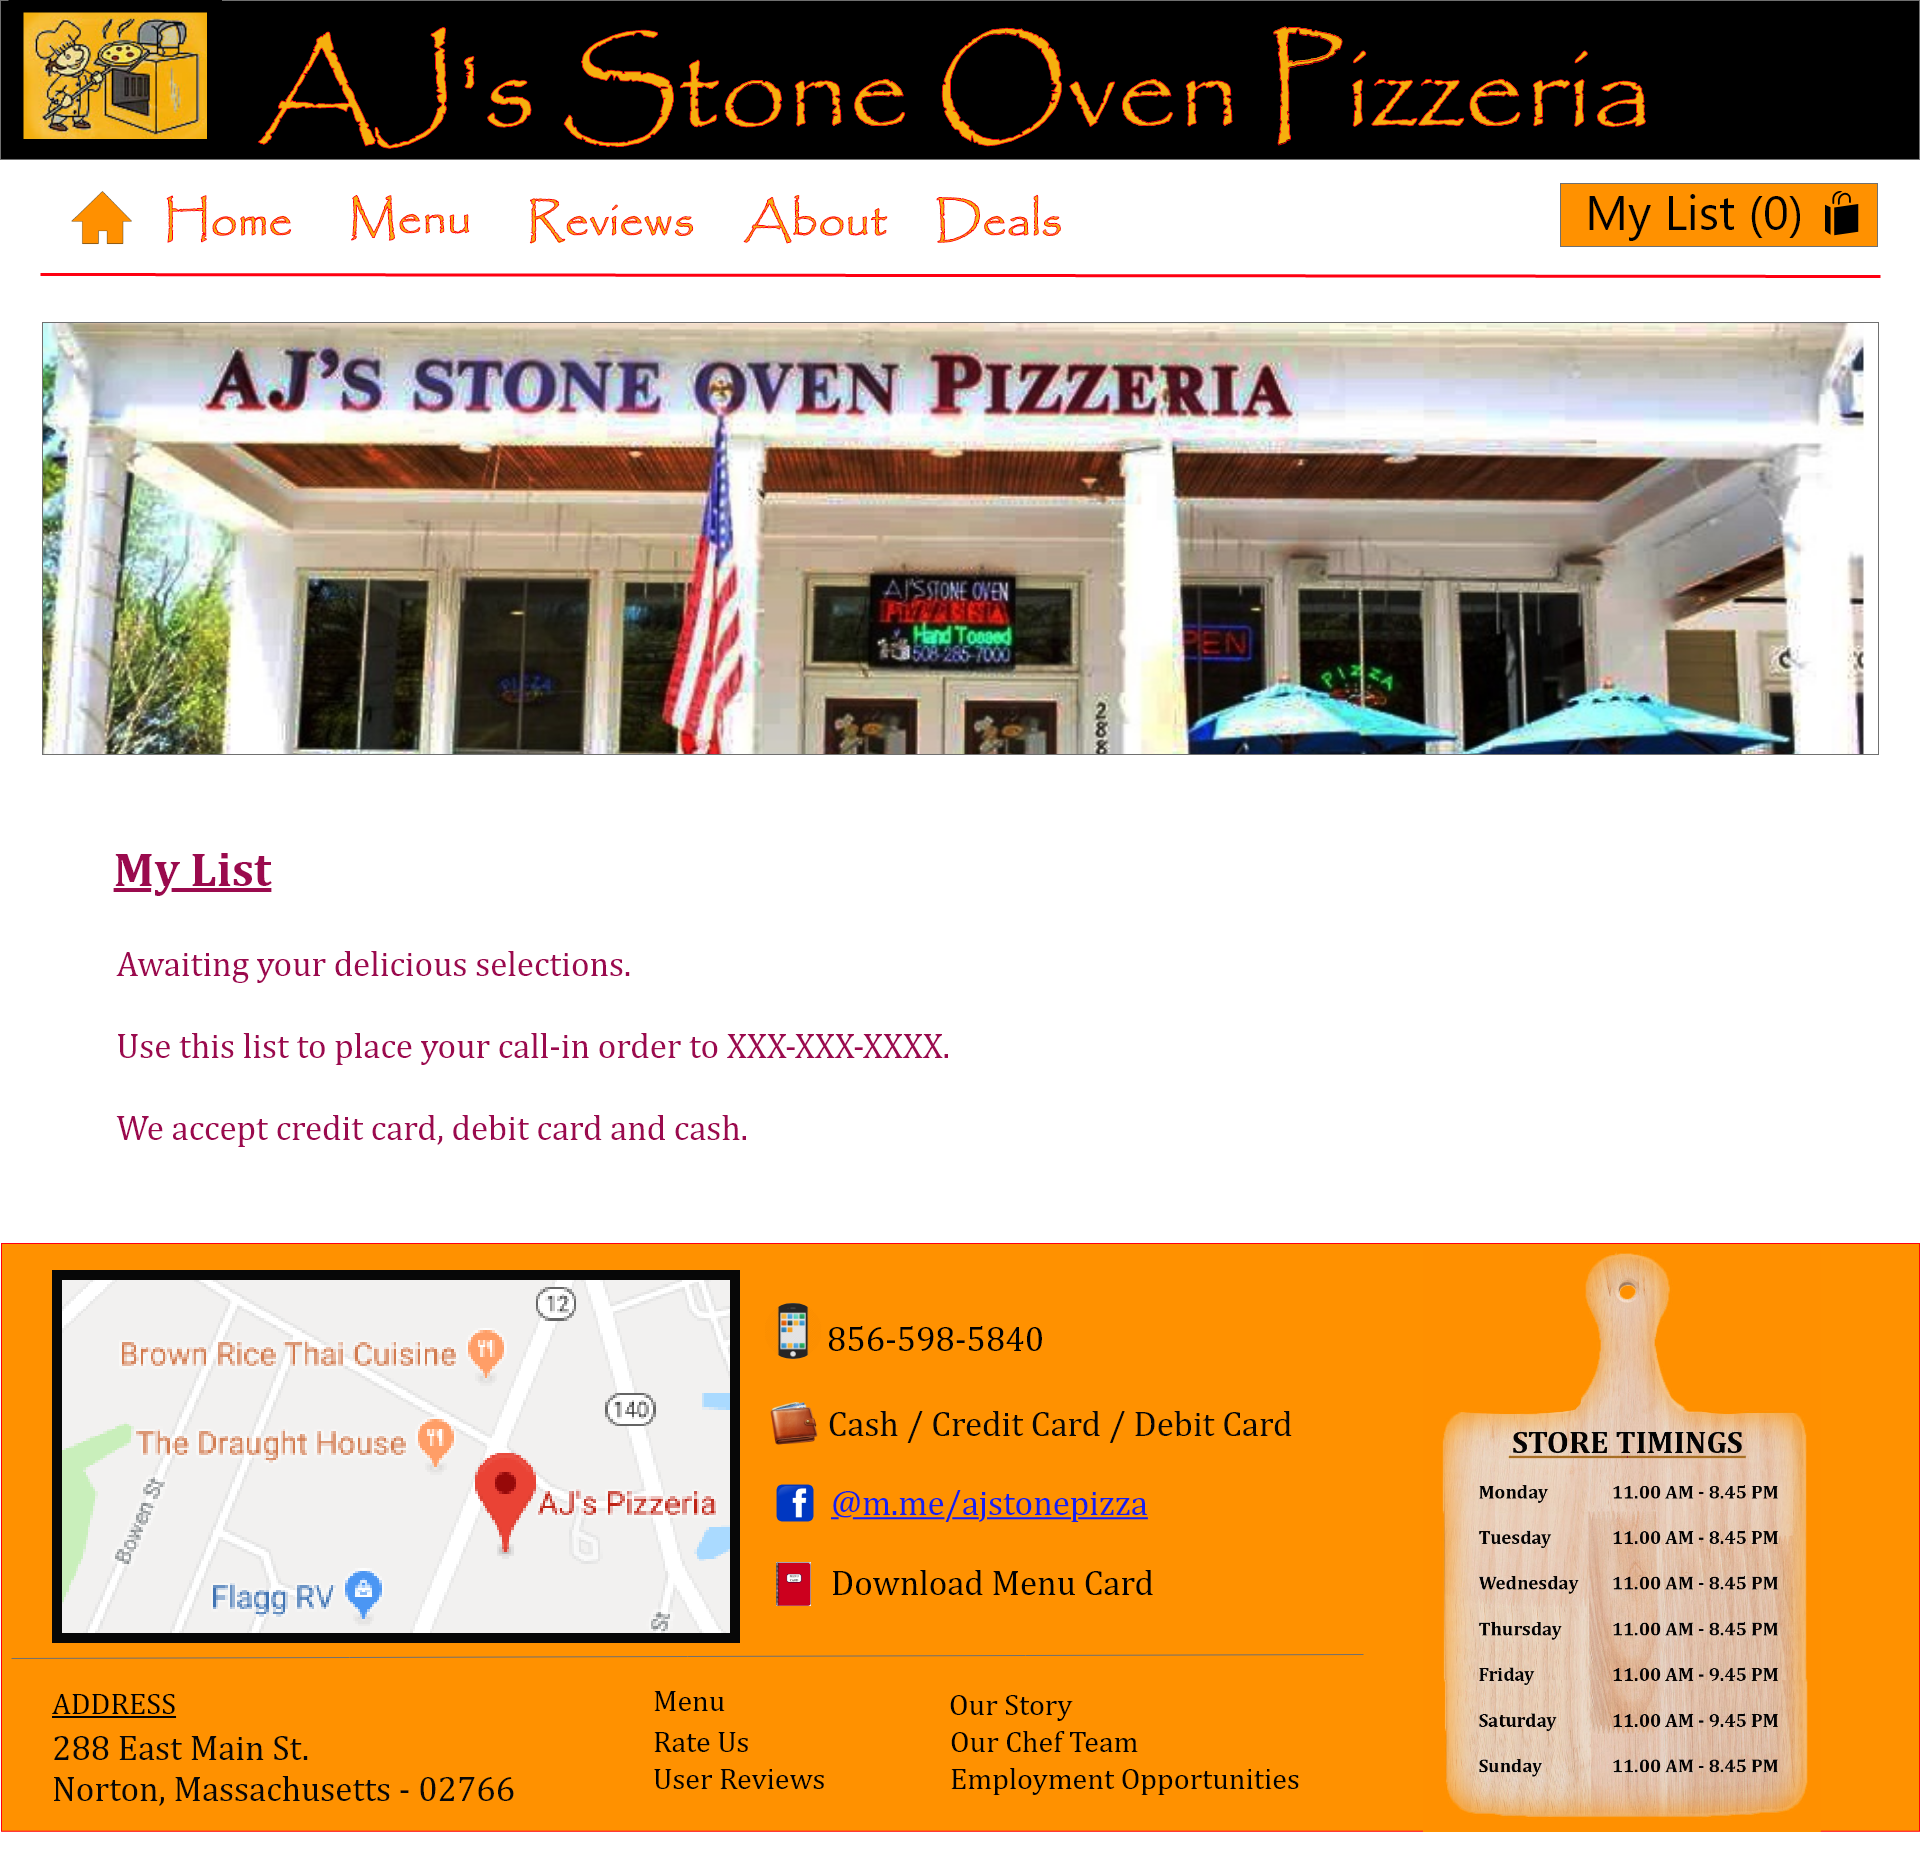 AJ's Stone Oven Pizzeria
Home Menu Reviews About Deals
My List (0)
AJ'S STONE OVEN PIZZERIA
AJ'S STONE OVEN
PIZZERIA
Hand Tossed
508-285-7000
OPEN
PIZZA
PIZZA
288
My List
Awaiting your delicious selections.
Use this list to place your call-in order to XXX-XXX-XXXX.
We accept credit card, debit card and cash.
12
Brown Rice Thai Cuisine
140
The Draught House
AJ's Pizzeria
Bowen St
Flagg RV
St
856-598-5840
Cash / Credit Card / Debit Card
@m.me/ajstonepizza
Download Menu Card
STORE TIMINGS
Monday 11.00 AM - 8.45 PM
Tuesday 11.00 AM - 8.45 PM
Wednesday 11.00 AM - 8.45 PM
Thursday 11.00 AM - 8.45 PM
Friday 11.00 AM - 9.45 PM
Saturday 11.00 AM - 9.45 PM
Sunday 11.00 AM - 8.45 PM
ADDRESS
288 East Main St.
Norton, Massachusetts - 02766
Menu
Rate Us
User Reviews
Our Story
Our Chef Team
Employment Opportunities